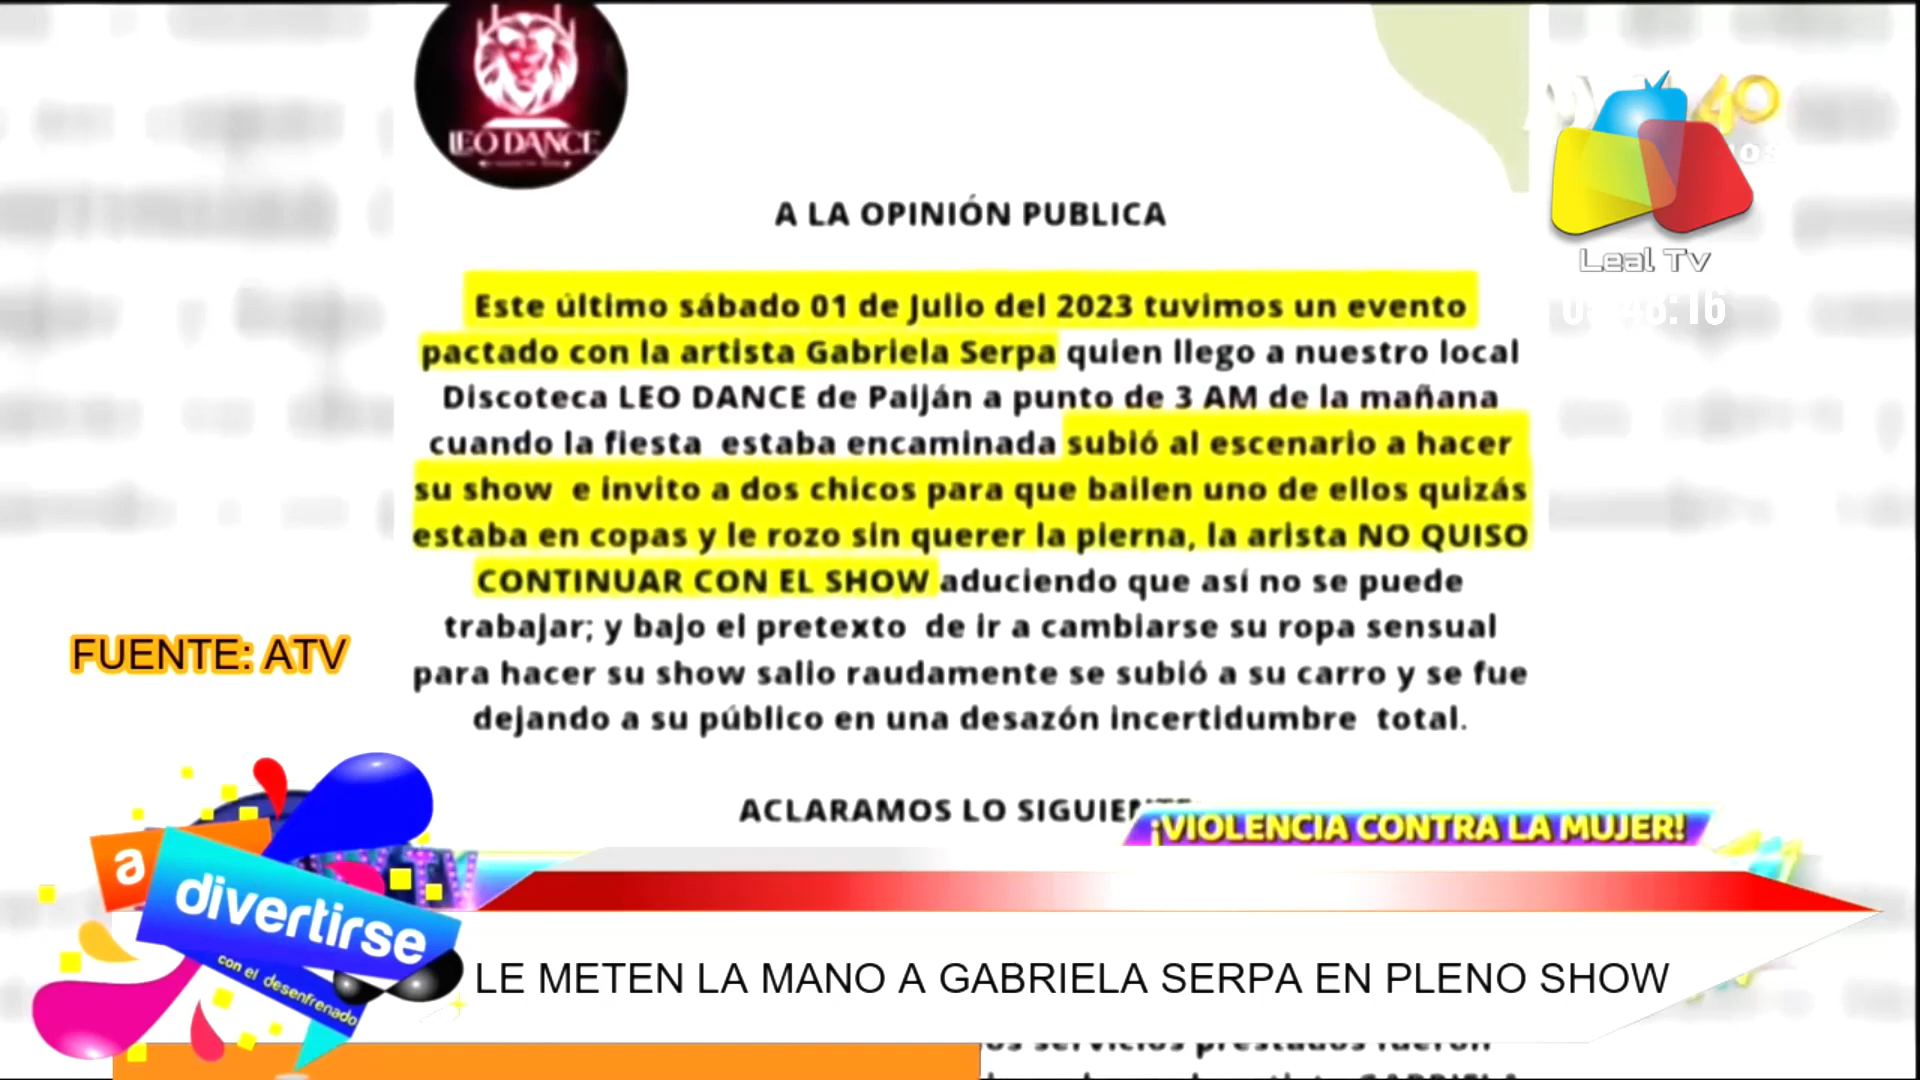 LEO DANCE
A LA OPINIÓN PUBLICA
Este último sábado 01 de Julio del 2023 tuvimos un evento
pactado con la artista Gabriela Serpa quien llego a nuestro local
Discoteca LEO DANCE de Paiján a punto de 3 AM de la mañana
cuando la fiesta estaba encaminada subió al escenario a hacer
su show e invito a dos chicos para que bailen uno de ellos quizás
estaba en copas y le rozo sin querer la pierna, la arista NO QUISO
CONTINUAR CON EL SHOW aduciendo que así no se puede
trabajar; y bajo el pretexto de ir a cambiarse su ropa sensual
para hacer su show salio raudamente se subió a su carro y se fue
dejando a su público en una desazón incertidumbre total.
ACLARAMOS LO
Leal Tv
FUENTE: ATV
¡VIOLENCIA CONTRA LA MUJER!
a
divertirse
con el desenfrenado
LE METEN LA MANO A GABRIELA SERPA EN PLENO SHOW